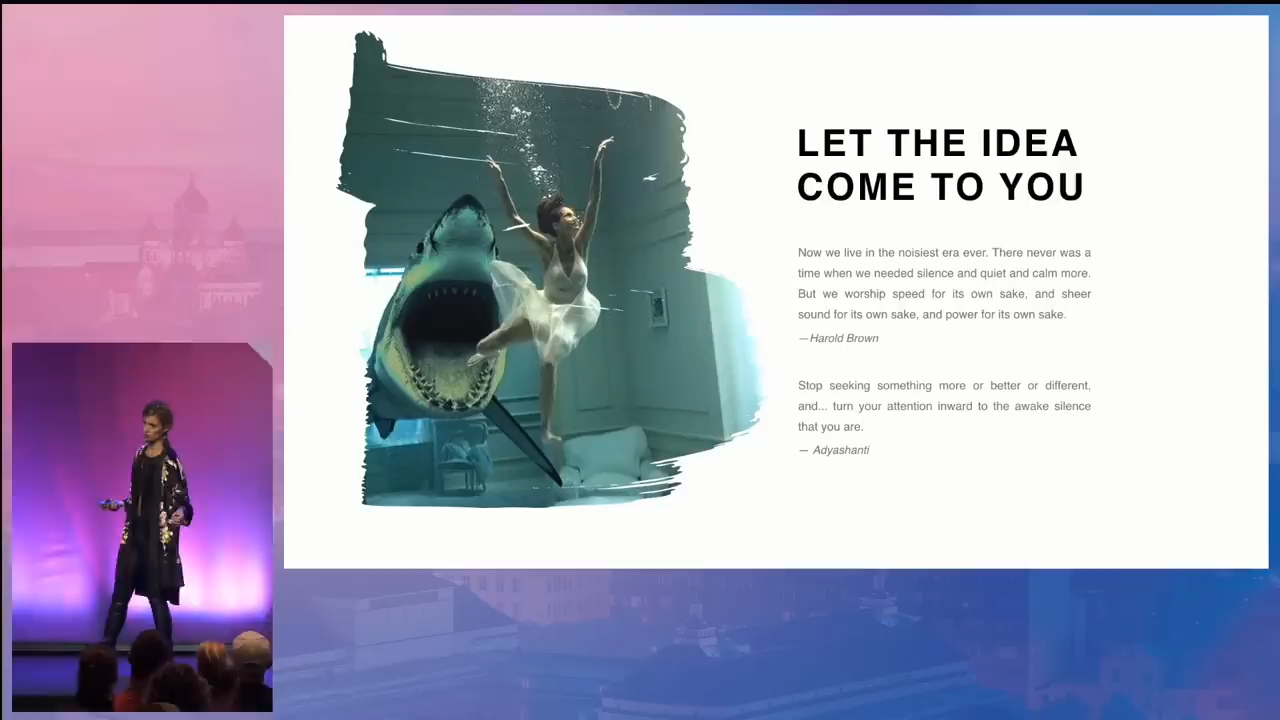 LET THE IDEA
COME TO YOU
Now we live in the noisiest era ever. There never was a
time when we needed silence and quiet and calm more.
But we worship speed for its own sake, and sheer
sound for its own sake, and power for its own sake.
—Harold Brown
Stop seeking something more or better or different,
and... turn your attention inward to the awake silence
that you are.
— Adyashanti